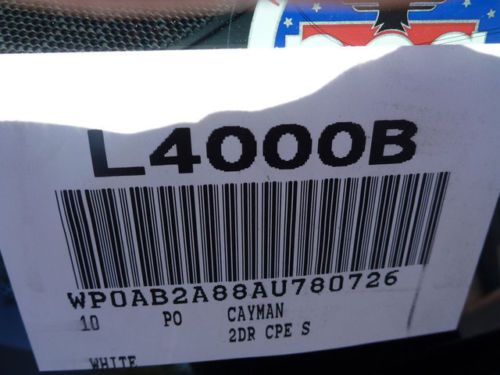 L4000B
WP0AB2A88AU780726
10 PO CAYMAN
2DR CPE S
WHITE